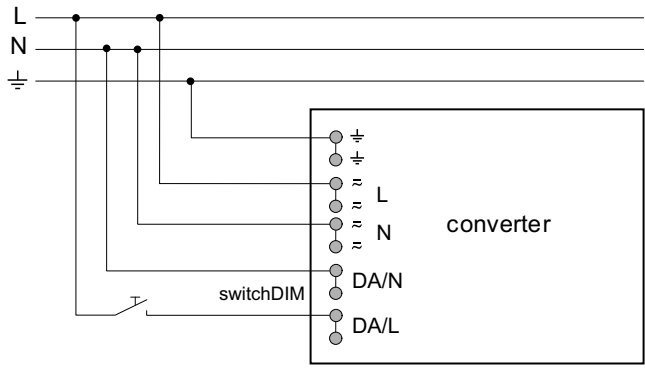 L
N
L
N
converter
DA/N
switchDIM
DA/L